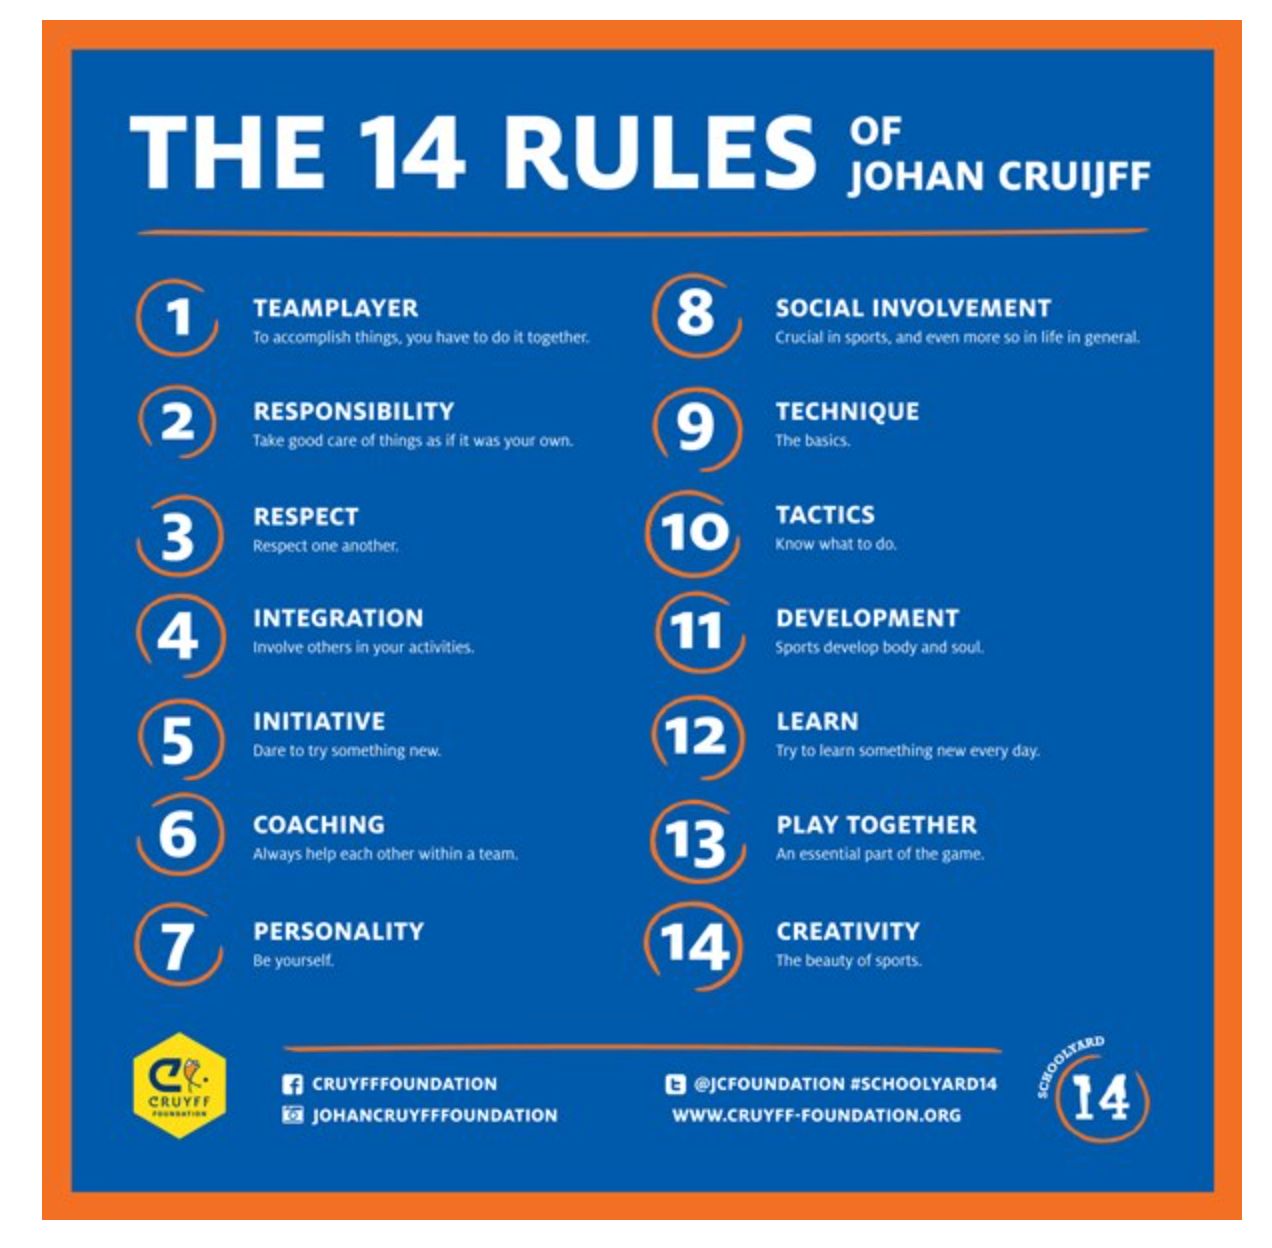 THE 14 RULES OF
JOHAN CRUIJFF
1
TEAMPLAYER
To accomplish things, you have to do it together.
2
RESPONSIBILITY
Take good care of things as if it was your own.
3
RESPECT
Respect one another.
4
INTEGRATION
Involve others in your activities.
5
INITIATIVE
Dare to try something new.
6
COACHING
Always help each other within a team.
7
PERSONALITY
Be yourself.
8
SOCIAL INVOLVEMENT
Crucial in sports, and even more so in life in general.
9
TECHNIQUE
The basics.
10
TACTICS
Know what to do.
11
DEVELOPMENT
Sports develop body and soul.
12
LEARN
Try to learn something new every day.
13
PLAY TOGETHER
An essential part of the game.
14
CREATIVITY
The beauty of sports.
CRUYFF
FOUNDATION
CRUYFFFOUNDATION
JOHANCRUYFFFOUNDATION
@JCFOUNDATION #SCHOOLYARD14
WWW.CRUYFF-FOUNDATION.ORG
SCHOOLYARD
14